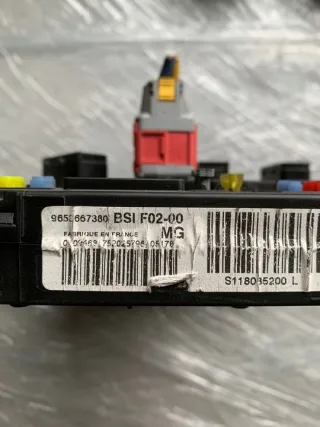 9653667380 BSI F02-00
FABRIQUE EN FRANCE MG
S118085200 L